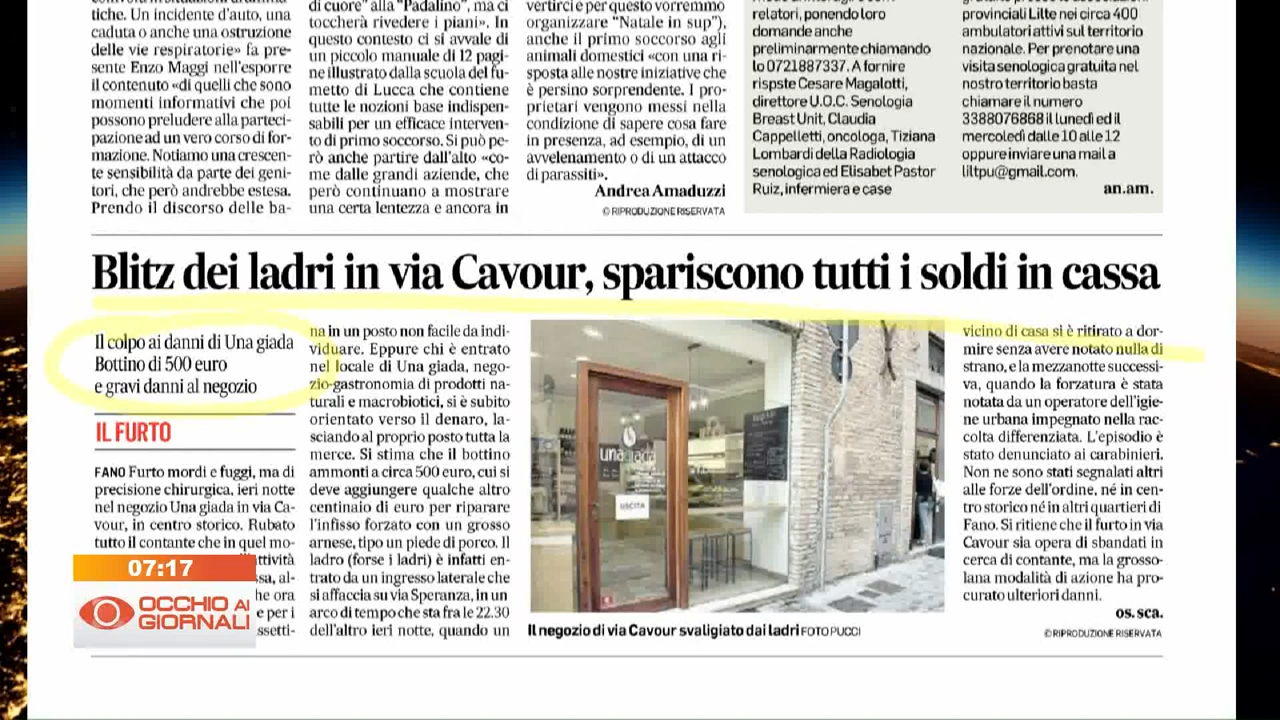 tiche. Un incidente d'auto, una
caduta o anche una ostruzione
delle vie respiratorie» fa pre-
sente Enzo Maggi nell'esporre
il contenuto «di quelli che sono
momenti informativi che poi
possono preludere alla parteci-
pazione ad un vero corso di for-
mazione. Notiamo una crescen-
te sensibilità da parte dei geni-
tori, che però andrebbe estesa.
Prendo il discorso delle ba-
di cuore" alla "Padalino", ma ci
toccherà rivedere i piani». In
questo contesto ci si avvale di
un piccolo manuale di 12 pagi-
ne illustrato dalla scuola del fu-
metto di Lucca che contiene
tutte le nozioni base indispen-
sabili per un efficace interven-
to di primo soccorso. Si può pe-
rò anche partire dall'alto «co-
me dalle grandi aziende, che
però continuano a mostrare
una certa lentezza e ancora in
vertirci e per questo vorremmo
organizzare "Natale in sup"),
anche il primo soccorso agli
animali domestici «con una ri-
sposta alle nostre iniziative che
è persino sorprendente. I pro-
prietari vengono messi nella
condizione di sapere cosa fare
in presenza, ad esempio, di un
avvelenamento o di un attacco
di parassiti».
Andrea Amaduzzi
© RIPRODUZIONE RISERVATA
relatori, ponendo loro
domande anche
preliminarmente chiamando
lo 0721887337. A fornire
rispste Cesare Magalotti,
direttore U.O.C. Senologia
Breast Unit, Claudia
Cappelletti, oncologa, Tiziana
Lombardi della Radiologia
senologica ed Elisabet Pastor
Ruiz, infermiera e case
provinciali Lilte nei circa 400
ambulatori attivi sul territorio
nazionale. Per prenotare una
visita senologica gratuita nel
nostro territorio basta
chiamare il numero
3388076868 il lunedì ed il
mercoledì dalle 10 alle 12
oppure inviare una mail a
liltpu@gmail.com.
an.am.
Blitz dei ladri in via Cavour, spariscono tutti i soldi in cassa
Il colpo ai danni di Una giada
Bottino di 500 euro
e gravi danni al negozio
IL FURTO
FANO Furto mordi e fuggi, ma di
precisione chirurgica, ieri notte
nel negozio Una giada in via Ca-
vour, in centro storico. Rubato
tutto il contante che in quel mo-
ttività
sa, al-
he ora
e per i
ssetti-
na in un posto non facile da indi-
viduare. Eppure chi è entrato
nel locale di Una giada, nego-
zio-gastronomia di prodotti na-
turali e macrobiotici, si è subito
orientato verso il denaro, la-
sciando al proprio posto tutta la
merce. Si stima che il bottino
ammonti a circa 500 euro, cui si
deve aggiungere qualche altro
centinaio di euro per riparare
l'infisso forzato con un grosso
arnese, tipo un piede di porco. Il
ladro (forse i ladri) è infatti en-
trato da un ingresso laterale che
si affaccia su via Speranza, in un
arco di tempo che sta fra le 22.30
dell'altro ieri notte, quando un
unagiada
USCITA
Il negozio di via Cavour svaligiato dai ladri FOTO PUCCI
vicino di casa si è ritirato a dor-
mire senza avere notato nulla di
strano, e la mezzanotte successi-
va, quando la forzatura è stata
notata da un operatore dell'igie-
ne urbana impegnato nella rac-
colta differenziata. L'episodio è
stato denunciato ai carabinieri.
Non ne sono stati segnalati altri
alle forze dell'ordine, né in cen-
tro storico né in altri quartieri di
Fano. Si ritiene che il furto in via
Cavour sia opera di sbandati in
cerca di contante, ma la grosso-
lana modalità di azione ha pro-
curato ulteriori danni.
os. sca.
© RIPRODUZIONE RISERVATA
07:17
OCCHIO AI
GIORNALI